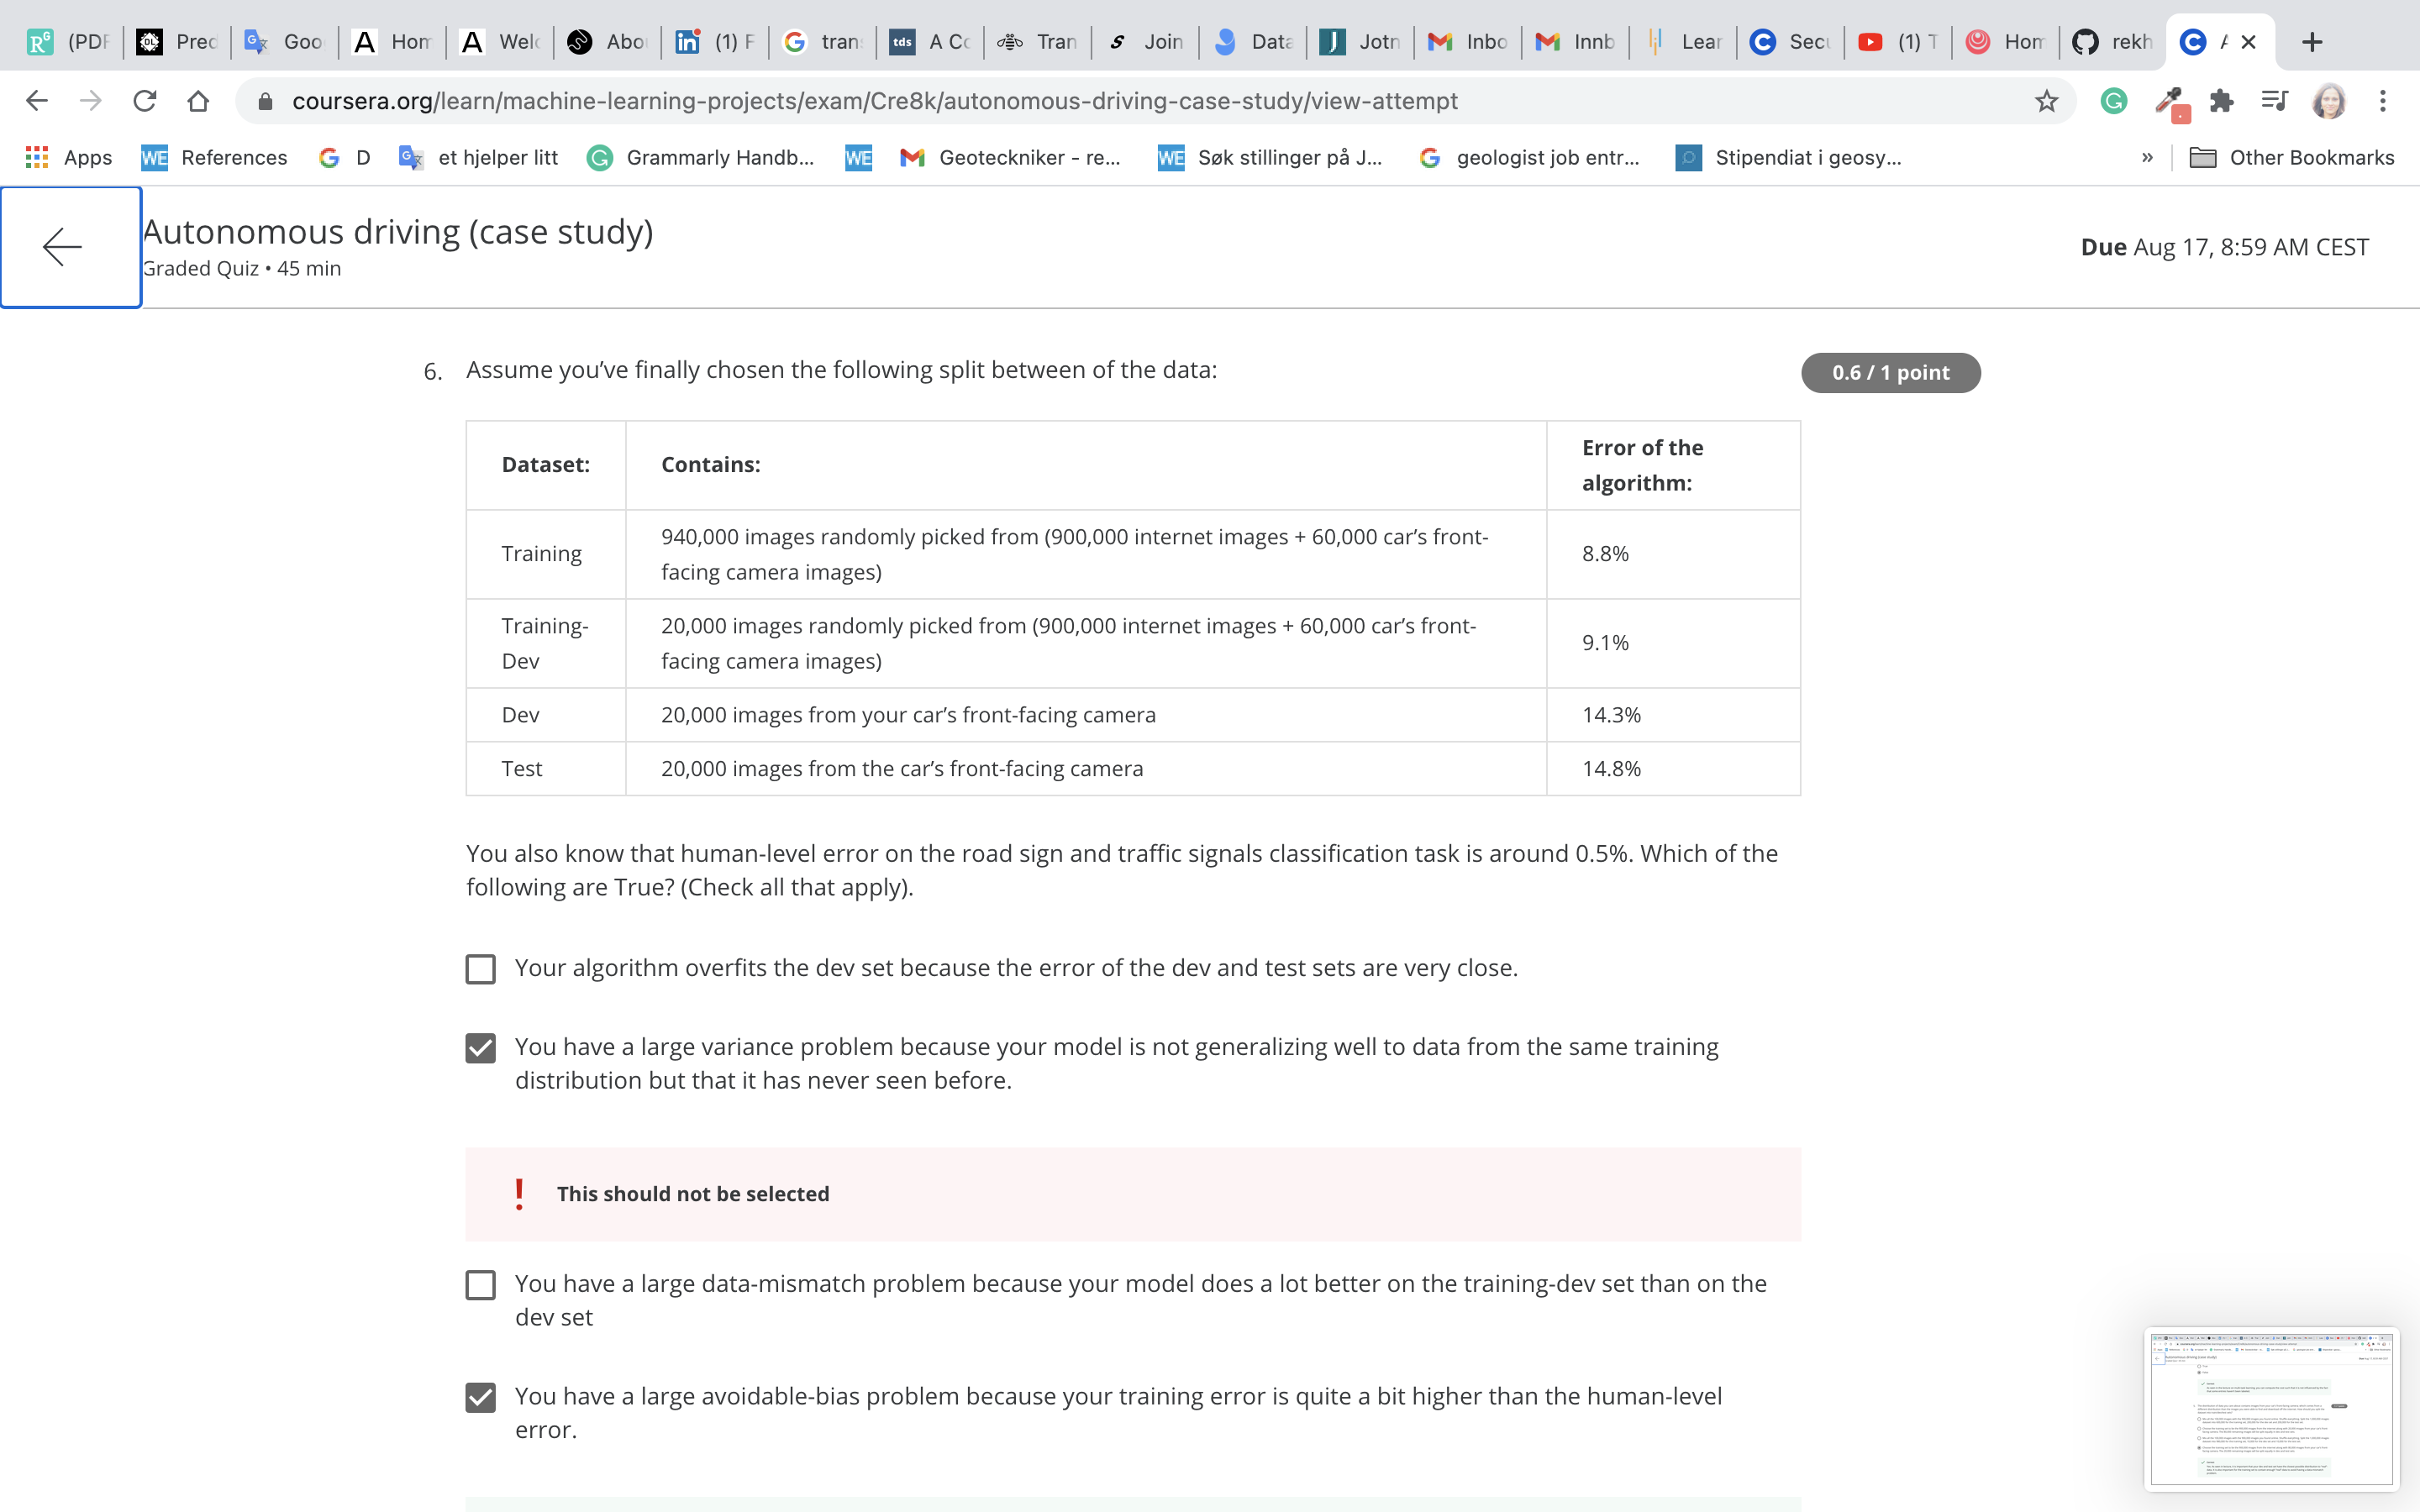 (PDF
Pred
Goo
Hom
Welc
Abo
(1) F
tran
A Co
Tran
Join
Data
Jotn
Inbo
Innb
Lear
Secu
(1) T
Hom
rekh
coursera.org/learn/machine-learning-projects/exam/Cre8k/autonomous-driving-case-study/view-attempt
Apps
References
D
et hjelper litt
Grammarly Handb...
Geoteckniker - re...
Søk stillinger på J...
geologist job entr...
Stipendiat i geosy...
»
Other Bookmarks
Autonomous driving (case study)
Graded Quiz • 45 min
Due Aug 17, 8:59 AM CEST
6. Assume you’ve finally chosen the following split between of the data:
0.6 / 1 point
Dataset:
Contains:
Error of the
algorithm:
Training
940,000 images randomly picked from (900,000 internet images + 60,000 car’s front-
facing camera images)
8.8%
Training-
Dev
20,000 images randomly picked from (900,000 internet images + 60,000 car’s front-
facing camera images)
9.1%
Dev
20,000 images from your car’s front-facing camera
14.3%
Test
20,000 images from the car’s front-facing camera
14.8%
You also know that human-level error on the road sign and traffic signals classification task is around 0.5%. Which of the
following are True? (Check all that apply).
Your algorithm overfits the dev set because the error of the dev and test sets are very close.
You have a large variance problem because your model is not generalizing well to data from the same training
distribution but that it has never seen before.
! This should not be selected
You have a large data-mismatch problem because your model does a lot better on the training-dev set than on the
dev set
You have a large avoidable-bias problem because your training error is quite a bit higher than the human-level
error.